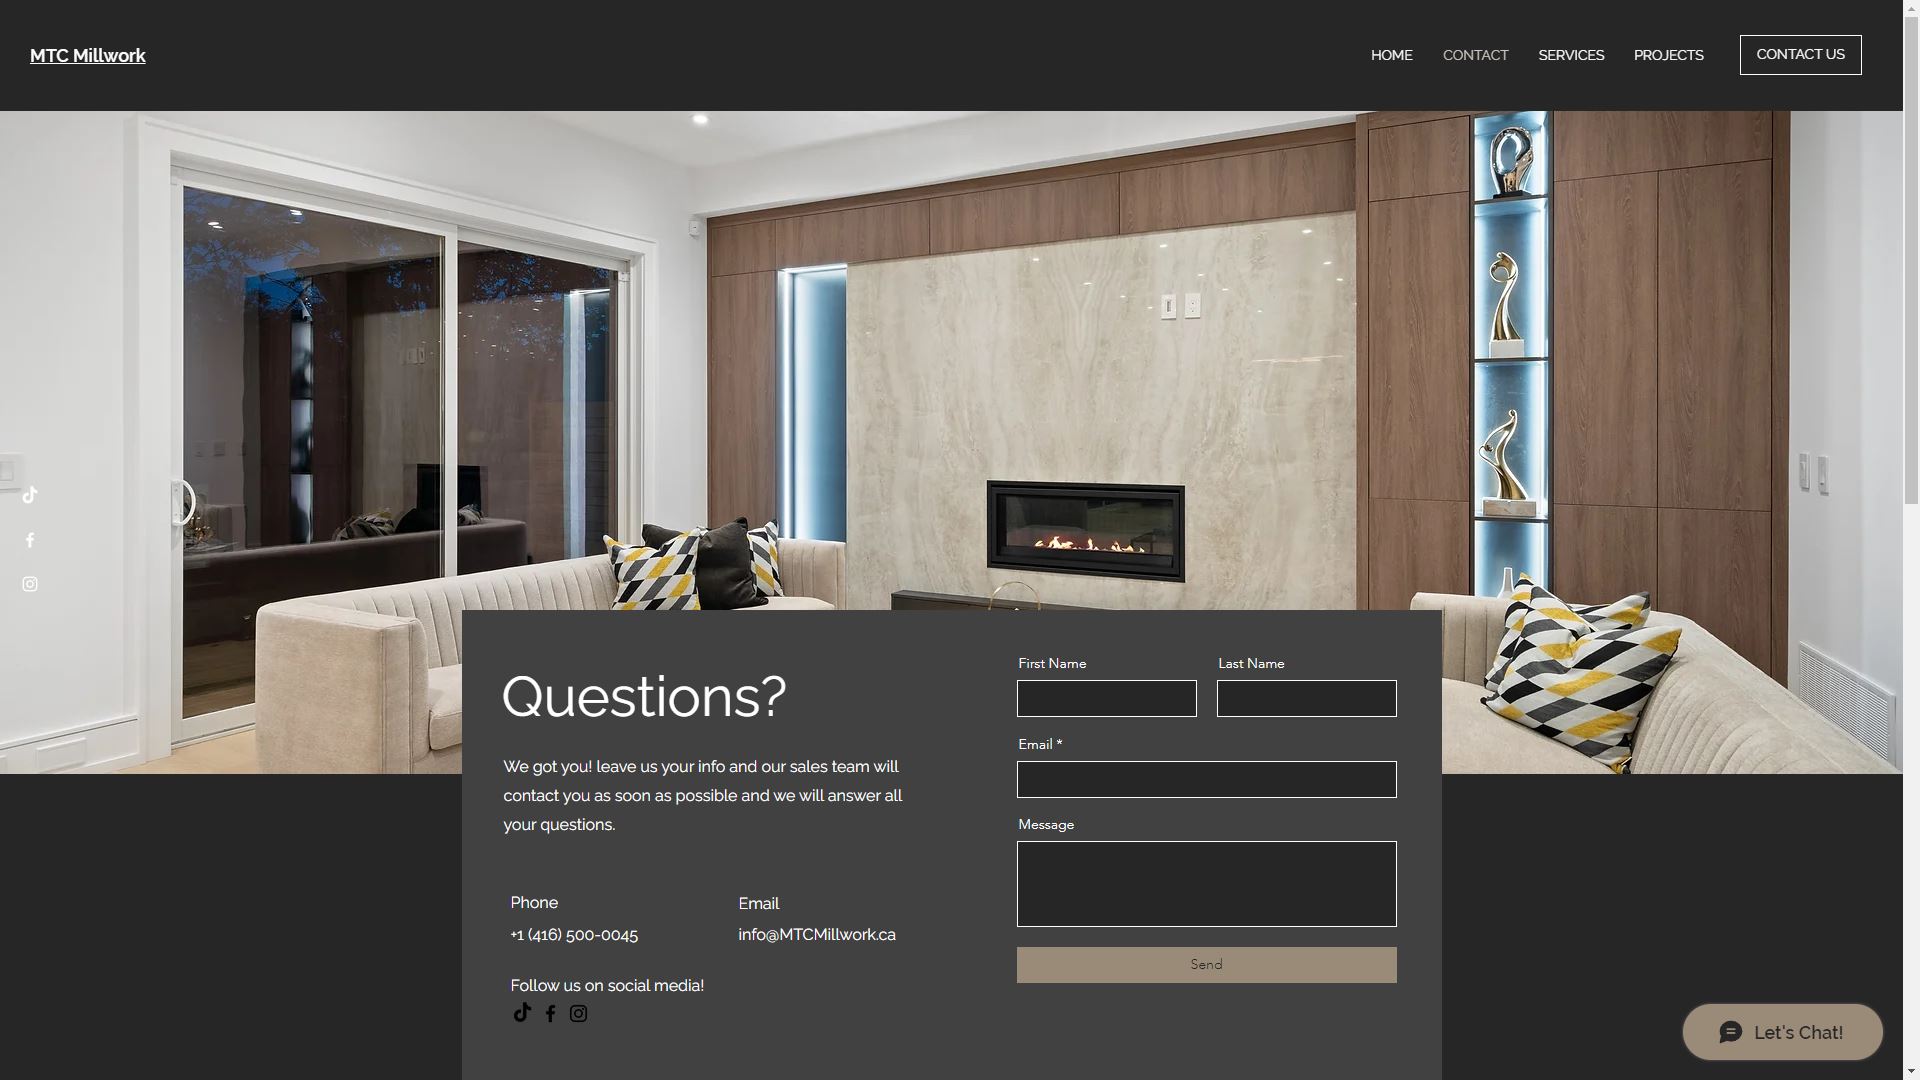 MTC Millwork
HOME
CONTACT
SERVICES
PROJECTS
CONTACT US
Questions?
We got you! leave us your info and our sales team will
contact you as soon as possible and we will answer all
your questions.
Phone
+1 (416) 500-0045
Email
info@MTCMillwork.ca
Follow us on social media!
First Name
Last Name
Email *
Message
Send
Let's Chat!